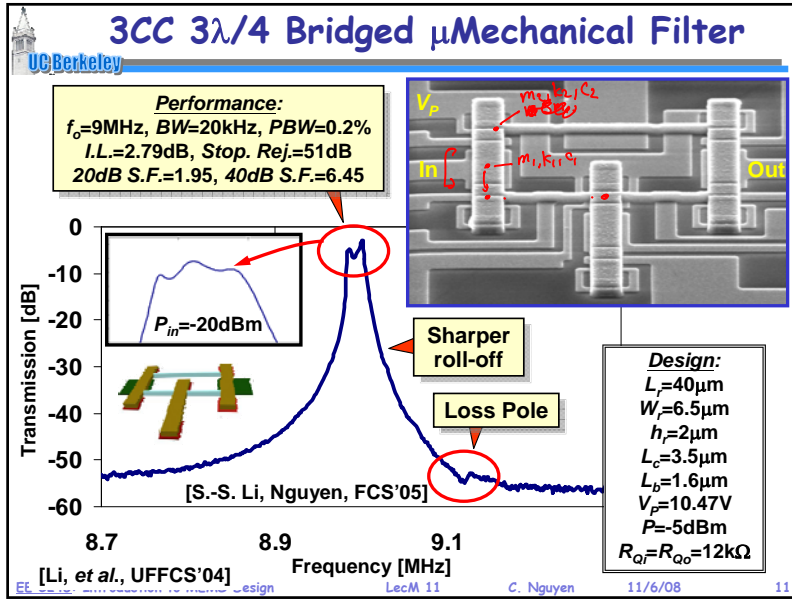 3CC 3λ/4 Bridged μMechanical Filter
UC Berkeley
Performance:
fo=9MHz, BW=20kHz, PBW=0.2%
I.L.=2.79dB, Stop. Rej.=51dB
20dB S.F.=1.95, 40dB S.F.=6.45
VP
In
Out
m2, k2, c2
m1, k1, c1
0
-10
-20
-30
-40
-50
-60
Transmission [dB]
Pin=-20dBm
Sharper
roll-off
Loss Pole
[S.-S. Li, Nguyen, FCS'05]
8.7
8.9
9.1
Frequency [MHz]
Design:
Lr=40μm
Wr=6.5μm
hr=2μm
Lc=3.5μm
Lb=1.6μm
VP=10.47V
P=-5dBm
RQi=RQo=12kΩ
[Li, et al., UFFCS'04]
Design
LecM 11
C. Nguyen
11/6/08
11